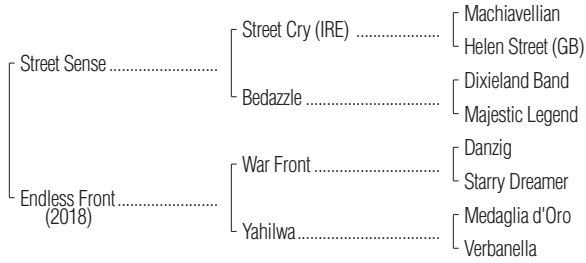 Machiavellian
Street Cry (IRE) ....................
Helen Street (GB)
Street Sense ..........................
Dixieland Band
Bedazzle ................................
Majestic Legend
Danzig
War Front ..............................
Starry Dreamer
Endless Front ........................
(2018)
Medaglia d'Oro
Yahilwa ..................................
Verbanella